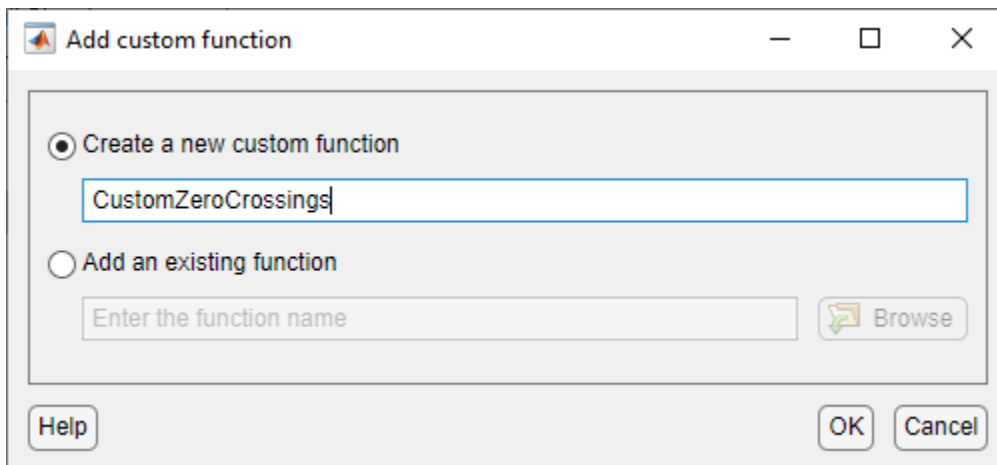 Add custom function
Create a new custom function
CustomZeroCrossings
Add an existing function
Enter the function name
Browse
Help
OK
Cancel